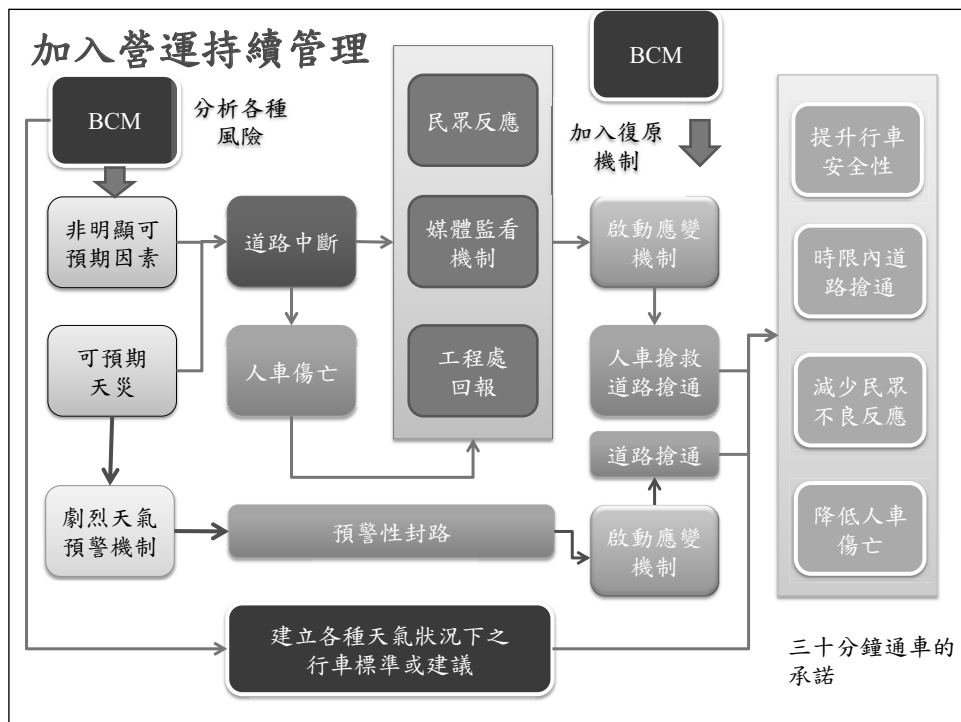 加入營運持續管理
BCM
分析各種
風險
非明顯可
預期因素
可預期
天災
劇烈天氣
預警機制
道路中斷
人車傷亡
預警性封路
建立各種天氣狀況下之
行車標準或建議
民眾反應
媒體監看
機制
工程處
回報
BCM
加入復原
機制
啟動應變
機制
人車搶救
道路搶通
道路搶通
啟動應變
機制
提升行車
安全性
時限內道
路搶通
減少民眾
不良反應
降低人車
傷亡
三十分鐘通車的
承諾